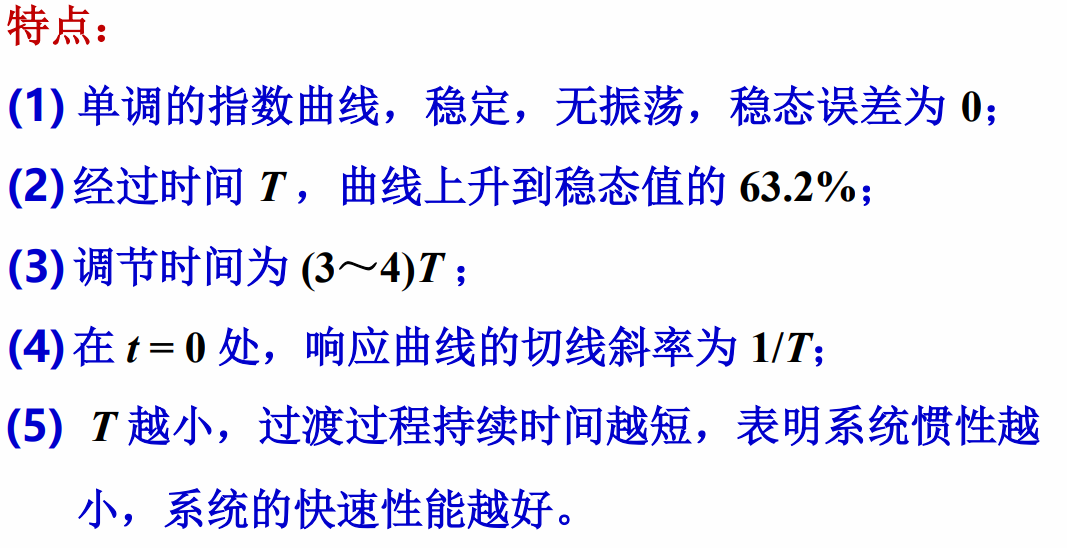 特点：
(1) 单调的指数曲线，稳定，无振荡，稳态误差为 0；
(2) 经过时间 T ，曲线上升到稳态值的 63.2%；
(3) 调节时间为 (3～4)T ；
(4) 在 t = 0 处，响应曲线的切线斜率为 1/T；
(5) T 越小，过渡过程持续时间越短，表明系统惯性越
小，系统的快速性能越好。